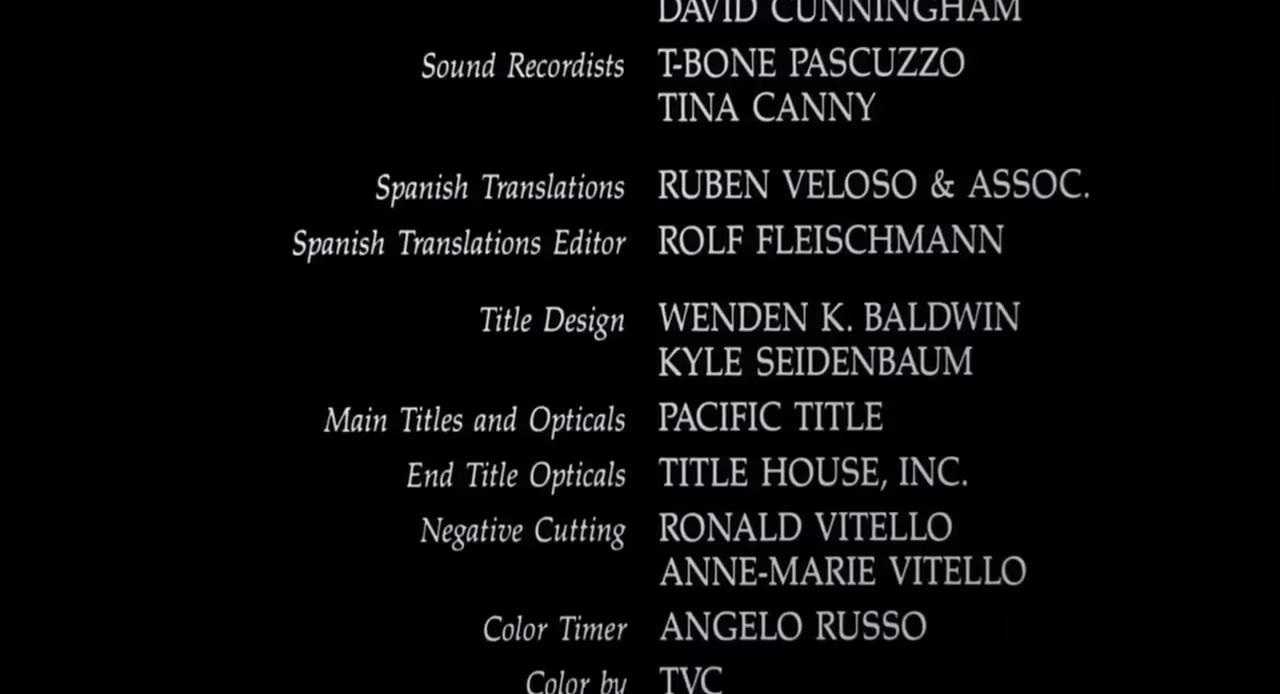 DAVID CUNNINGHAM
Sound Recordists T-BONE PASCUZZO
TINA CANNY
Spanish Translations RUBEN VELOSO & ASSOC.
Spanish Translations Editor ROLF FLEISCHMANN
Title Design WENDEN K. BALDWIN
KYLE SEIDENBAUM
Main Titles and Opticals PACIFIC TITLE
End Title Opticals TITLE HOUSE, INC.
Negative Cutting RONALD VITELLO
ANNE-MARIE VITELLO
Color Timer ANGELO RUSSO
Color by TVC